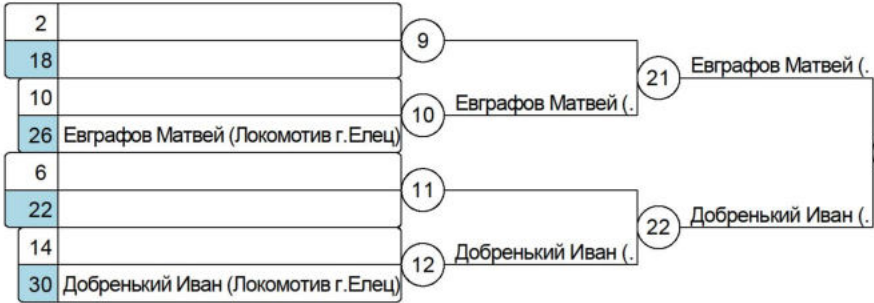 2
18
9
10
26 Евграфов Матвей (Локомотив г.Елец)
10
Евграфов Матвей (.
21
Евграфов Матвей (.
6
22
11
14
30 Добренький Иван (Локомотив г.Елец)
12
Добренький Иван (.
22
Добренький Иван (.